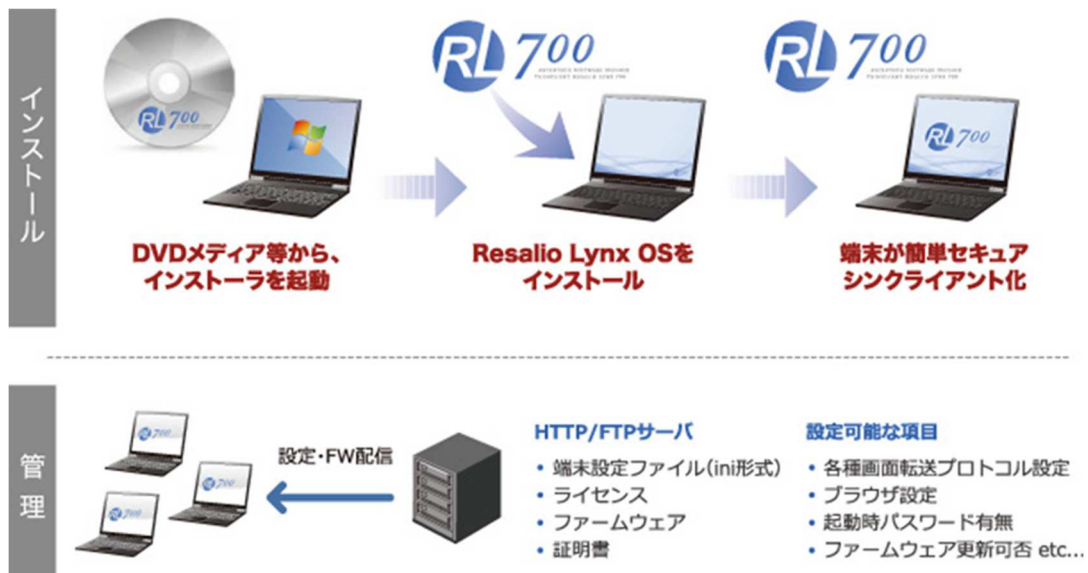 インストール
RL 700
RL 700
RL 700
RL 700
DVDメディア等から、
インストーラを起動
Resalio Lynx OSを
インストール
端末が簡単セキュア
シンクライアント化
管理
RL 700
RL 700
RL 700
設定・FW配信
HTTP/FTPサーバ
• 端末設定ファイル(ini形式)
• ライセンス
• ファームウェア
• 証明書
設定可能な項目
• 各種画面転送プロトコル設定
• ブラウザ設定
• 起動時パスワード有無
• ファームウェア更新可否 etc...